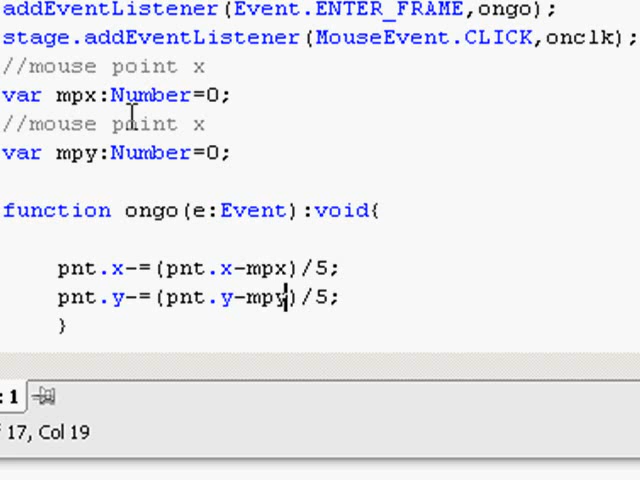 addEventListener(Event.ENTER_FRAME,ongo);
stage.addEventListener(MouseEvent.CLICK,onclk);
//mouse point x
var mpx:Number=0;
//mouse point x
var mpy:Number=0;
function ongo(e:Event):void{
pnt.x-=(pnt.x-mpx)/5;
pnt.y-=(pnt.y-mpy)/5;
}
: 1
17, Col 19